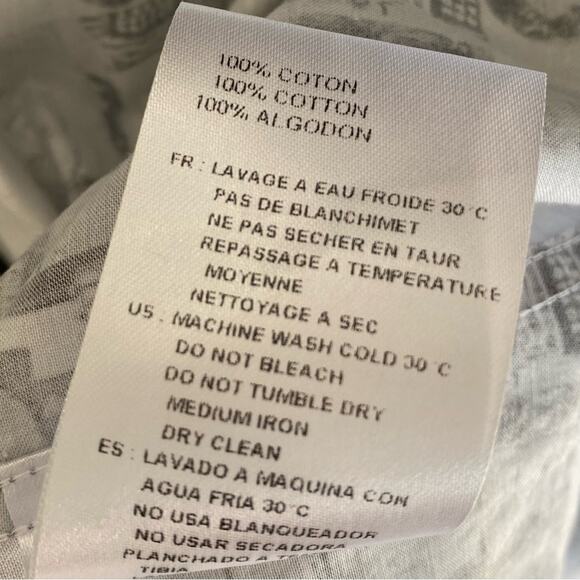 100% COTON
100% COTTON
100% ALGODON
FR : LAVAGE A EAU FROIDE 30°C
PAS DE BLANCHIMET
NE PAS SECHER EN TAUR
REPASSAGE A TEMPERATURE
MOYENNE
NETTOYAGE A SEC
US : MACHINE WASH COLD 30°C
DO NOT BLEACH
DO NOT TUMBLE DRY
MEDIUM IRON
DRY CLEAN
ES : LAVADO A MAQUINA CON
AGUA FRIA 30°C
NO USA BLANQUEADOR
NO USAR SECADORA
PLANCHADO A
TIBIA